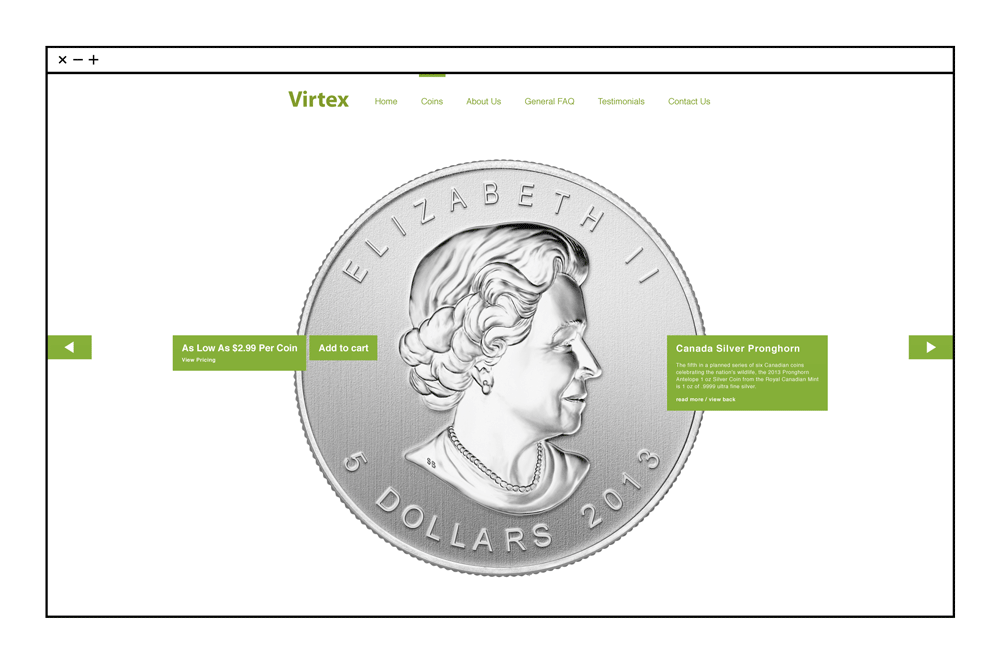 Virtex
Home
Coins
About Us
General FAQ
Testimonials
Contact Us
ELIZABETH II
As Low As $2.99 Per Coin
View Pricing
Add to cart
Canada Silver Pronghorn
The fifth in a planned series of six Canadian coins
celebrating the nation's wildlife, the 2013 Pronghorn
Antelope 1 oz Silver Coin from the Royal Canadian Mint
is 1 oz of .9999 ultra fine silver.
read more / view back
SB
5 DOLLARS 2013